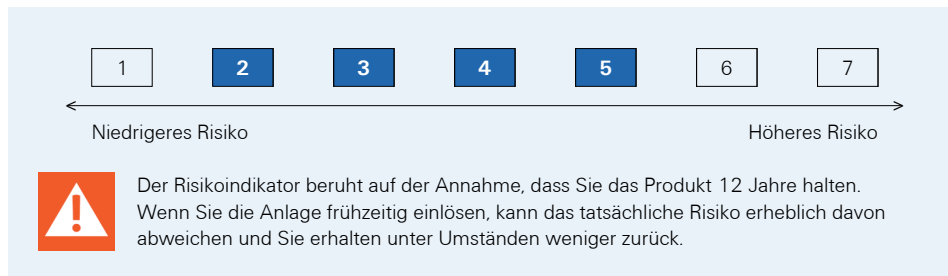 1 2 3 4 5 6 7
Niedrigeres Risiko Höheres Risiko
Der Risikoindikator beruht auf der Annahme, dass Sie das Produkt 12 Jahre halten.
Wenn Sie die Anlage frühzeitig einlösen, kann das tatsächliche Risiko erheblich davon
abweichen und Sie erhalten unter Umständen weniger zurück.